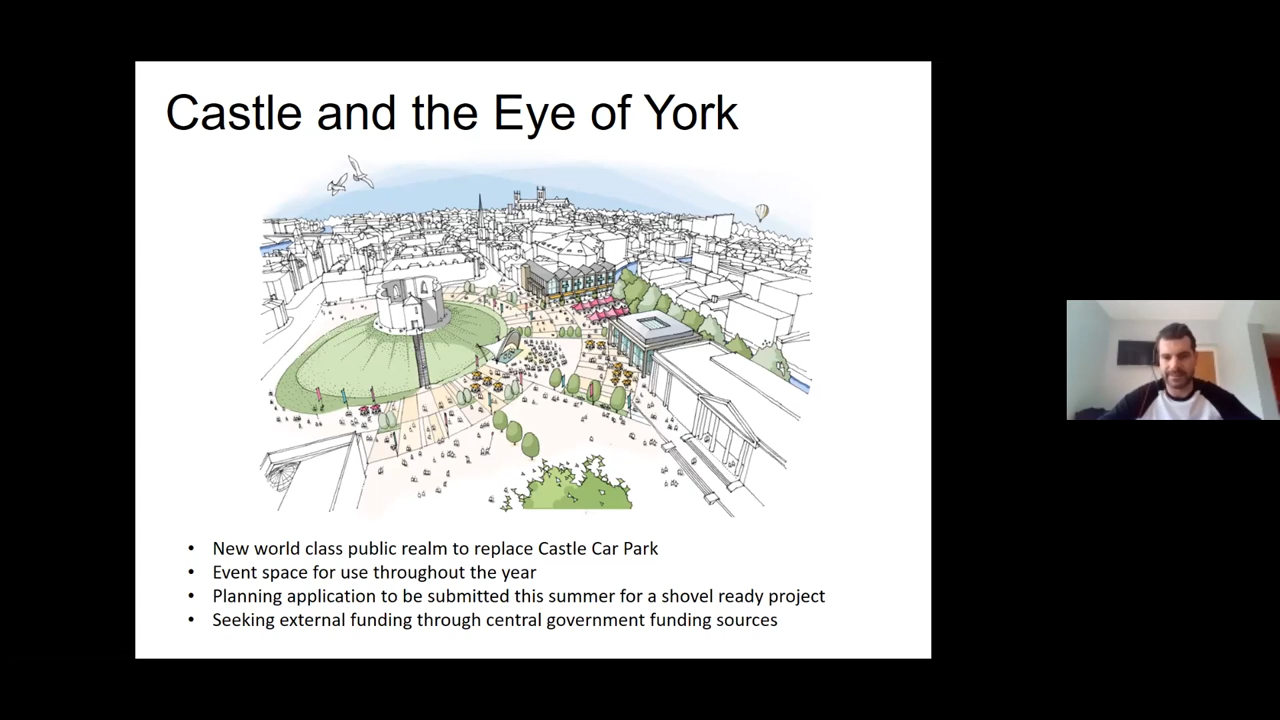 Castle and the Eye of York
• New world class public realm to replace Castle Car Park
• Event space for use throughout the year
• Planning application to be submitted this summer for a shovel ready project
• Seeking external funding through central government funding sources